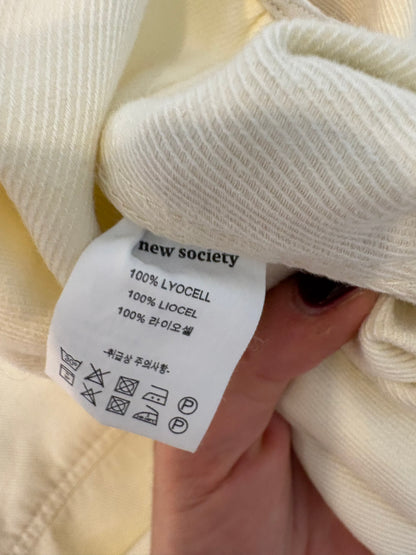 new society
100% LYOCELL
100% LIOCEL
100% 라이오셀
-취급상 주의사항-
P
P